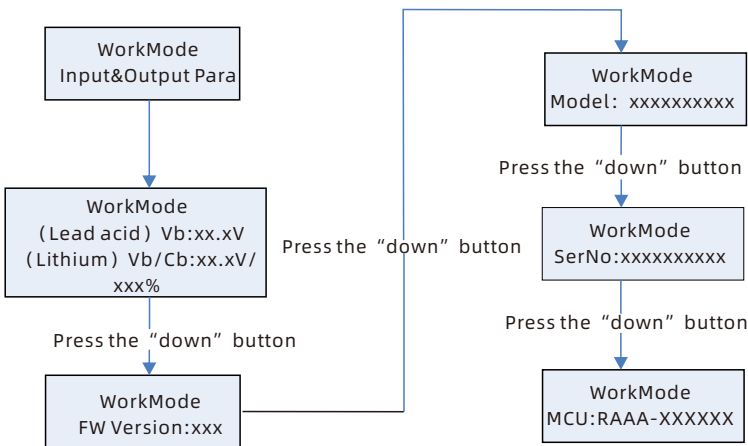 WorkMode
Input&Output Para
WorkMode
（Lead acid）Vb:xx.xV
（Lithium）Vb/Cb:xx.xV/
xxx%
Press the “down” button
WorkMode
FW Version:xxx
Press the “down” button
WorkMode
Model: xxxxxxxxxx
Press the “down” button
WorkMode
SerNo:xxxxxxxxxx
Press the “down” button
WorkMode
MCU:RAAA-XXXXXX